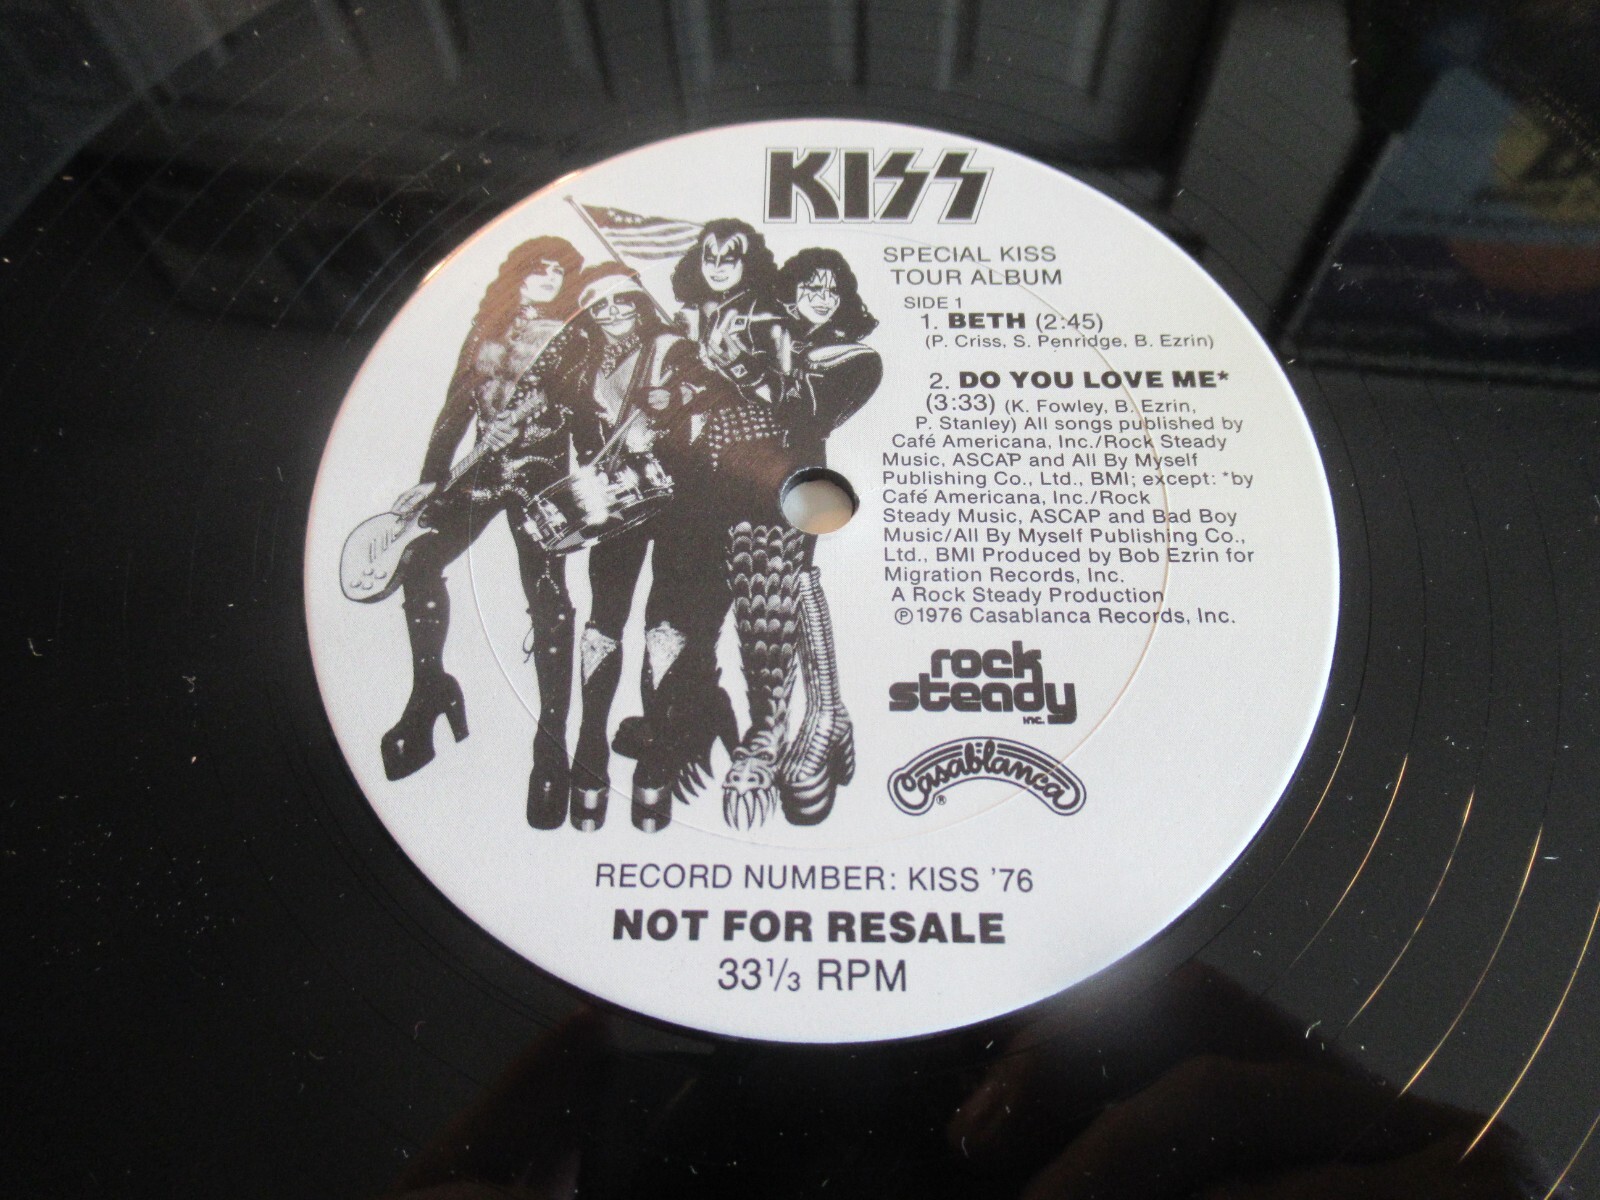 KISS
SPECIAL KISS
TOUR ALBUM
SIDE 1
1. BETH (2:45)
(P. Criss, S. Penridge, B. Ezrin)
2. DO YOU LOVE ME*
(3:33) (K. Fowley, B. Ezrin,
P. Stanley) All songs published by
Café Americana, Inc./Rock Steady
Music, ASCAP and All By Myself
Publishing Co., Ltd., BMI; except: *by
Café Americana, Inc./Rock
Steady Music, ASCAP and Bad Boy
Music/All By Myself Publishing Co.,
Ltd., BMI Produced by Bob Ezrin for
Migration Records, Inc.
A Rock Steady Production
℗1976 Casablanca Records, Inc.
rock
steady
inc.
Casablanca
®
RECORD NUMBER: KISS '76
NOT FOR RESALE
33 1/3 RPM